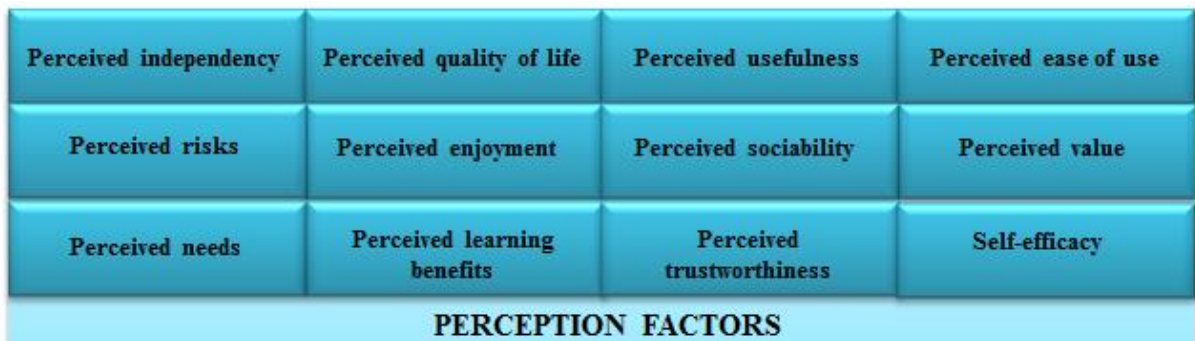 Perceived independency
Perceived quality of life
Perceived usefulness
Perceived ease of use
Perceived risks
Perceived enjoyment
Perceived sociability
Perceived value
Perceived needs
Perceived learning
benefits
Perceived
trustworthiness
Self-efficacy
PERCEPTION FACTORS